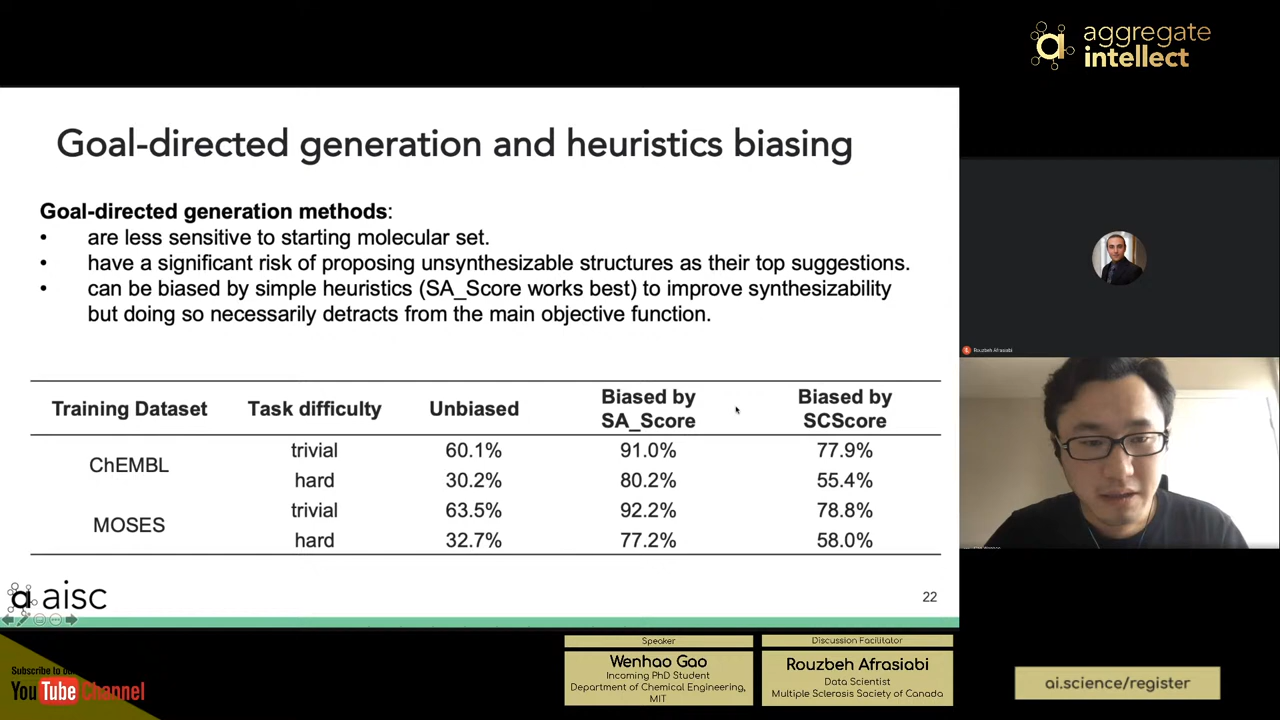 aggregate
intellect
Goal-directed generation and heuristics biasing
Goal-directed generation methods:
• are less sensitive to starting molecular set.
• have a significant risk of proposing unsynthesizable structures as their top suggestions.
• can be biased by simple heuristics (SA_Score works best) to improve synthesizability
but doing so necessarily detracts from the main objective function.
Training Dataset Task difficulty Unbiased Biased by SA_Score Biased by SCScore
ChEMBL trivial 60.1% 91.0% 77.9%
hard 30.2% 80.2% 55.4%
MOSES trivial 63.5% 92.2% 78.8%
hard 32.7% 77.2% 58.0%
a aisc
22
Rouzbeh Afrasiabi
Subscribe to
YouTube Channel
Speaker
Wenhao Gao
Incoming PhD Student
Department of Chemical Engineering,
MIT
Discussion Facilitator
Rouzbeh Afrasiabi
Data Scientist
Multiple Sclerosis Society of Canada
ai.science/register